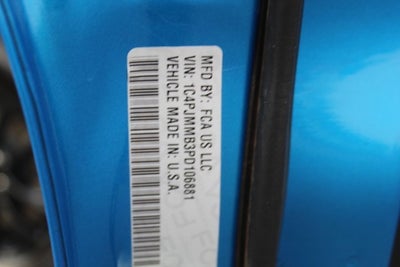 MFD BY: FCA US LLC
VIN: 1C4PJMMB3PD106881
VEHICLE MADE IN: U.S.A.